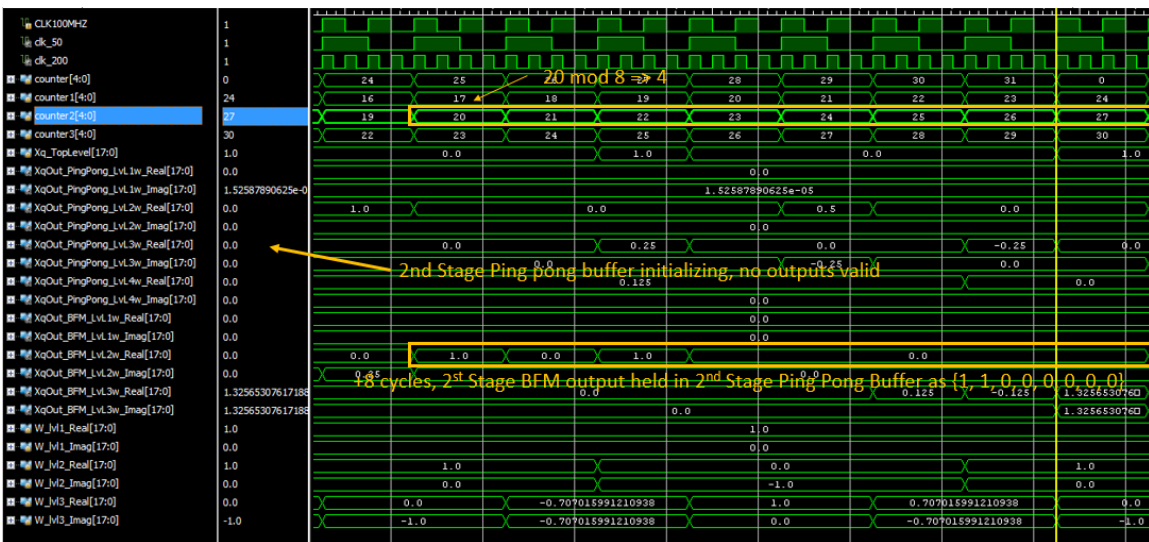 CLK100MHZ 1
clk_50 1
clk_200 1
counter[4:0] 0 24 25 28 29 30 31 0
20 mod 8 => 4
counter1[4:0] 24 16 17 18 19 20 21 22 23 24
counter2[4:0] 27 19 20 21 22 23 24 25 26 27
counter3[4:0] 30 22 23 24 25 26 27 28 29 30
Xq_TopLevel[17:0] 1.0 0.0 1.0 0.0 1.0
XqOut_PingPong_LvL1w_Real[17:0] 0.0 0.0
XqOut_PingPong_LvL1w_Imag[17:0] 1.52587890625e-0 1.52587890625e-05
XqOut_PingPong_LvL2w_Real[17:0] 0.0 1.0 0.0 0.5 0.0
XqOut_PingPong_LvL2w_Imag[17:0] 0.0 0.0
XqOut_PingPong_LvL3w_Real[17:0] 0.0 0.0 0.25 0.0 -0.25 0.0
XqOut_PingPong_LvL3w_Imag[17:0] 0.0 0.0 -0.25 0.0
2nd Stage Ping pong buffer initializing, no outputs valid
XqOut_PingPong_LvL4w_Real[17:0] 0.0 0.125 0.0
XqOut_PingPong_LvL4w_Imag[17:0] 0.0 0.0
XqOut_BFM_LvL1w_Real[17:0] 0.0 0.0
XqOut_BFM_LvL1w_Imag[17:0] 0.0 0.0
XqOut_BFM_LvL2w_Real[17:0] 0.0 0.0 1.0 0.0 1.0 0.0
XqOut_BFM_LvL2w_Imag[17:0] 0.0 0.25 0.0
+8 cycles, 2st Stage BFM output held in 2nd Stage Ping Pong Buffer as {1, 1, 0, 0, 0, 0, 0, 0}
XqOut_BFM_LvL3w_Real[17:0] 1.32565307617188 0.0 0.125 -0.125 1.325653076
XqOut_BFM_LvL3w_Imag[17:0] 1.32565307617188 0.0 1.325653076
W_lvl1_Real[17:0] 1.0 1.0
W_lvl1_Imag[17:0] 0.0 0.0
W_lvl2_Real[17:0] 1.0 1.0 0.0 1.0
W_lvl2_Imag[17:0] 0.0 0.0 -1.0 0.0
W_lvl3_Real[17:0] 0.0 0.0 -0.707015991210938 1.0 0.707015991210938 0.0
W_lvl3_Imag[17:0] -1.0 -1.0 -0.707015991210938 0.0 -0.707015991210938 -1.0